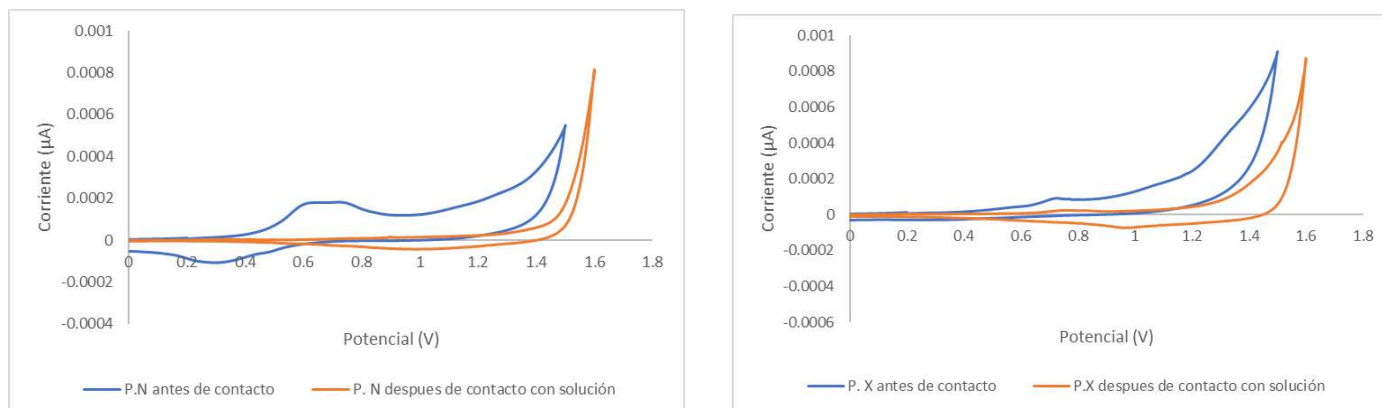 0.001
0.0008
0.0006
0.0004
0.0002
0
-0.0002
-0.0004
0 0.2 0.4 0.6 0.8 1 1.2 1.4 1.6 1.8
Corriente (µA)
Potencial (V)
P.N antes de contacto P. N despues de contacto con solución
0.001
0.0008
0.0006
0.0004
0.0002
0
-0.0002
-0.0004
-0.0006
0 0.2 0.4 0.6 0.8 1 1.2 1.4 1.6 1.8
Corriente (µA)
Potencial (V)
P. X antes de contacto P.X despues de contacto con solución